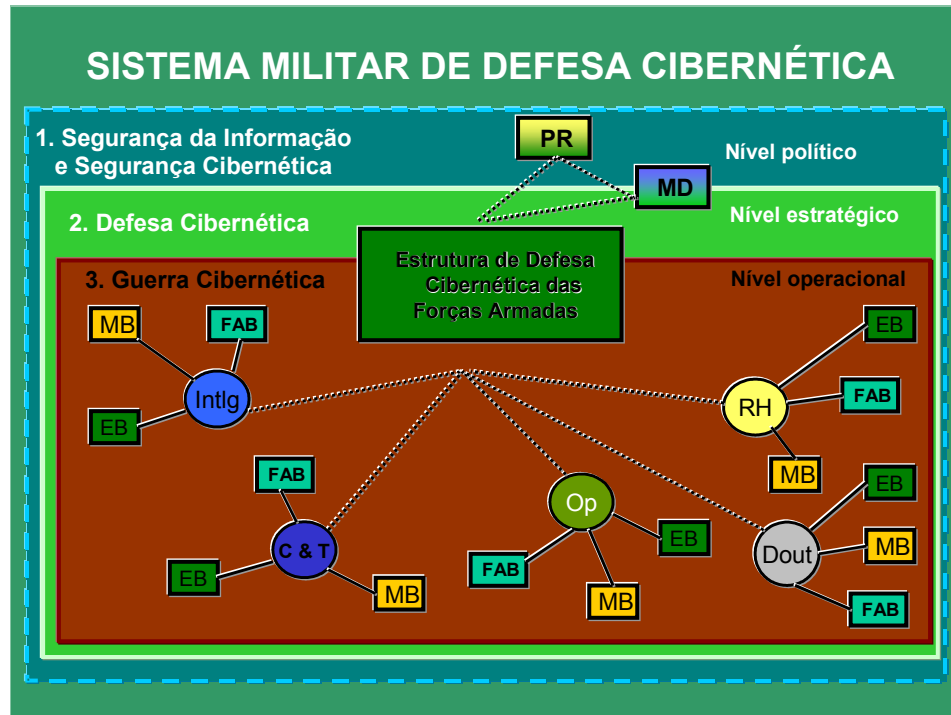 SISTEMA MILITAR DE DEFESA CIBERNÉTICA
1. Segurança da Informação
e Segurança Cibernética
PR
Nível político
MD
2. Defesa Cibernética
Nível estratégico
Estrutura de Defesa
Cibernética das
Forças Armadas
3. Guerra Cibernética
Nível operacional
MB
FAB
Intlg
EB
EB
FAB
RH
MB
FAB
C & T
EB
MB
Op
EB
FAB
MB
EB
MB
Dout
FAB